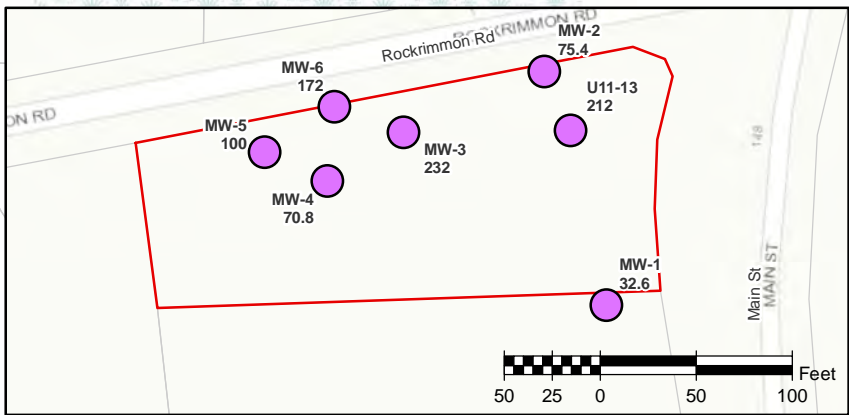 ROCKRIMMON RD
Rockrimmon Rd
MW-2
75.4
MW-6
172
U11-13
212
ON RD
MW-5
100
MW-3
232
148
MW-4
70.8
MW-1
32.6
Main St
MAIN ST
50 25 0 50 100
Feet